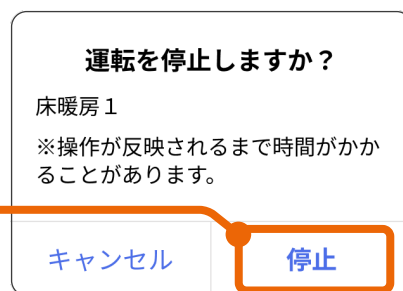 運転を停止しますか？
床暖房１
※操作が反映されるまで時間がかか
ることがあります。
キャンセル
停止